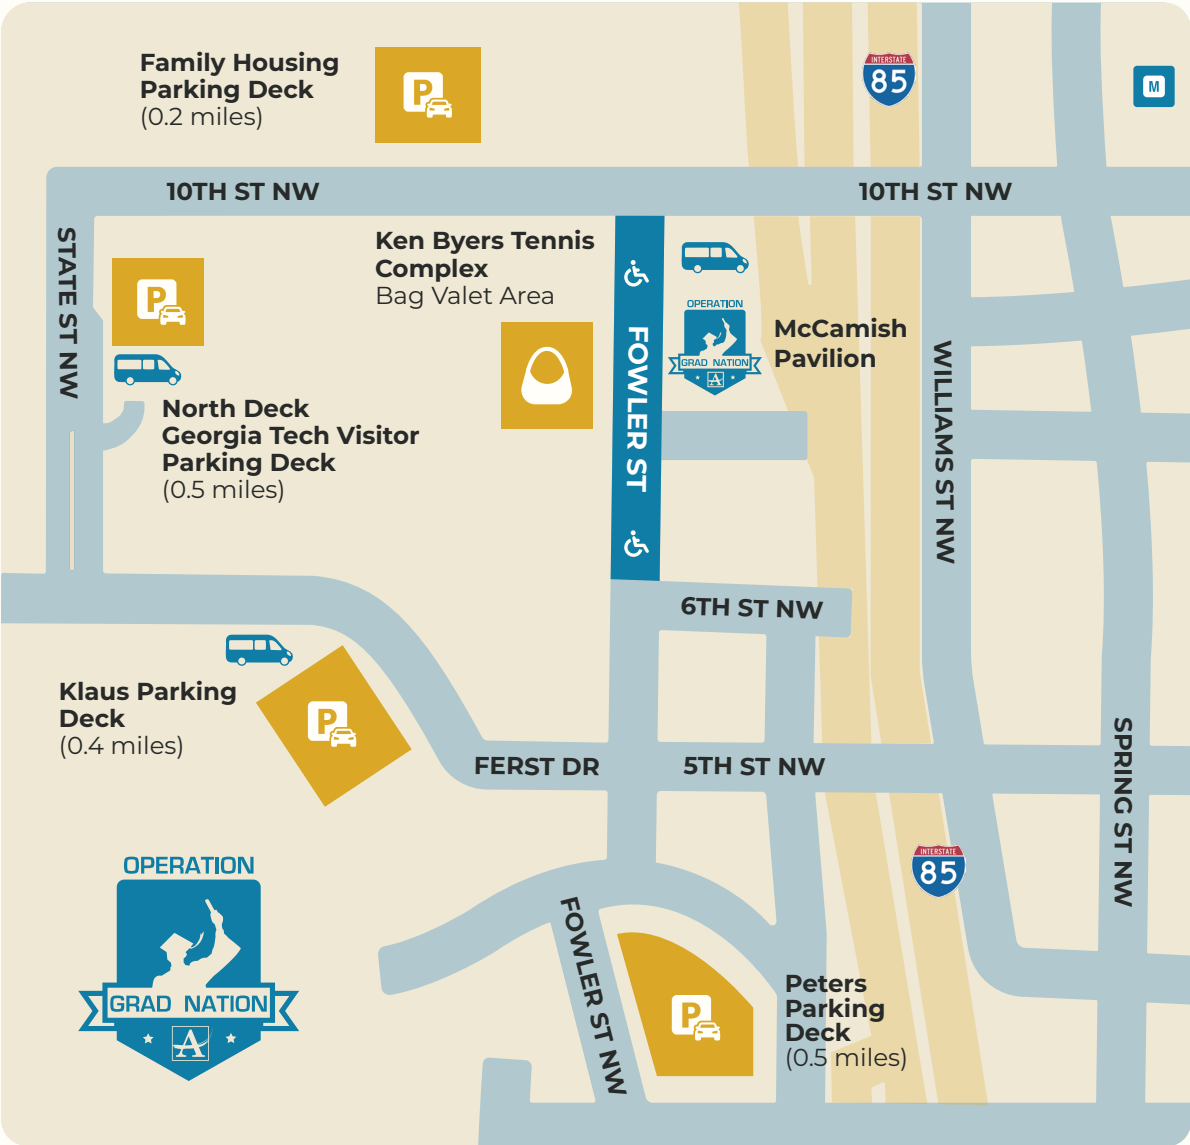 Family Housing
Parking Deck
(0.2 miles)
P
INTERSTATE
85
M
10TH ST NW
10TH ST NW
STATE ST NW
P
Ken Byers Tennis
Complex
Bag Valet Area
FOWLER ST
OPERATION
GRAD NATION
A
McCamish
Pavilion
WILLIAMS ST NW
North Deck
Georgia Tech Visitor
Parking Deck
(0.5 miles)
6TH ST NW
Klaus Parking
Deck
(0.4 miles)
P
FERST DR
5TH ST NW
SPRING ST NW
INTERSTATE
85
OPERATION
GRAD NATION
A
FOWLER ST NW
P
Peters
Parking
Deck
(0.5 miles)